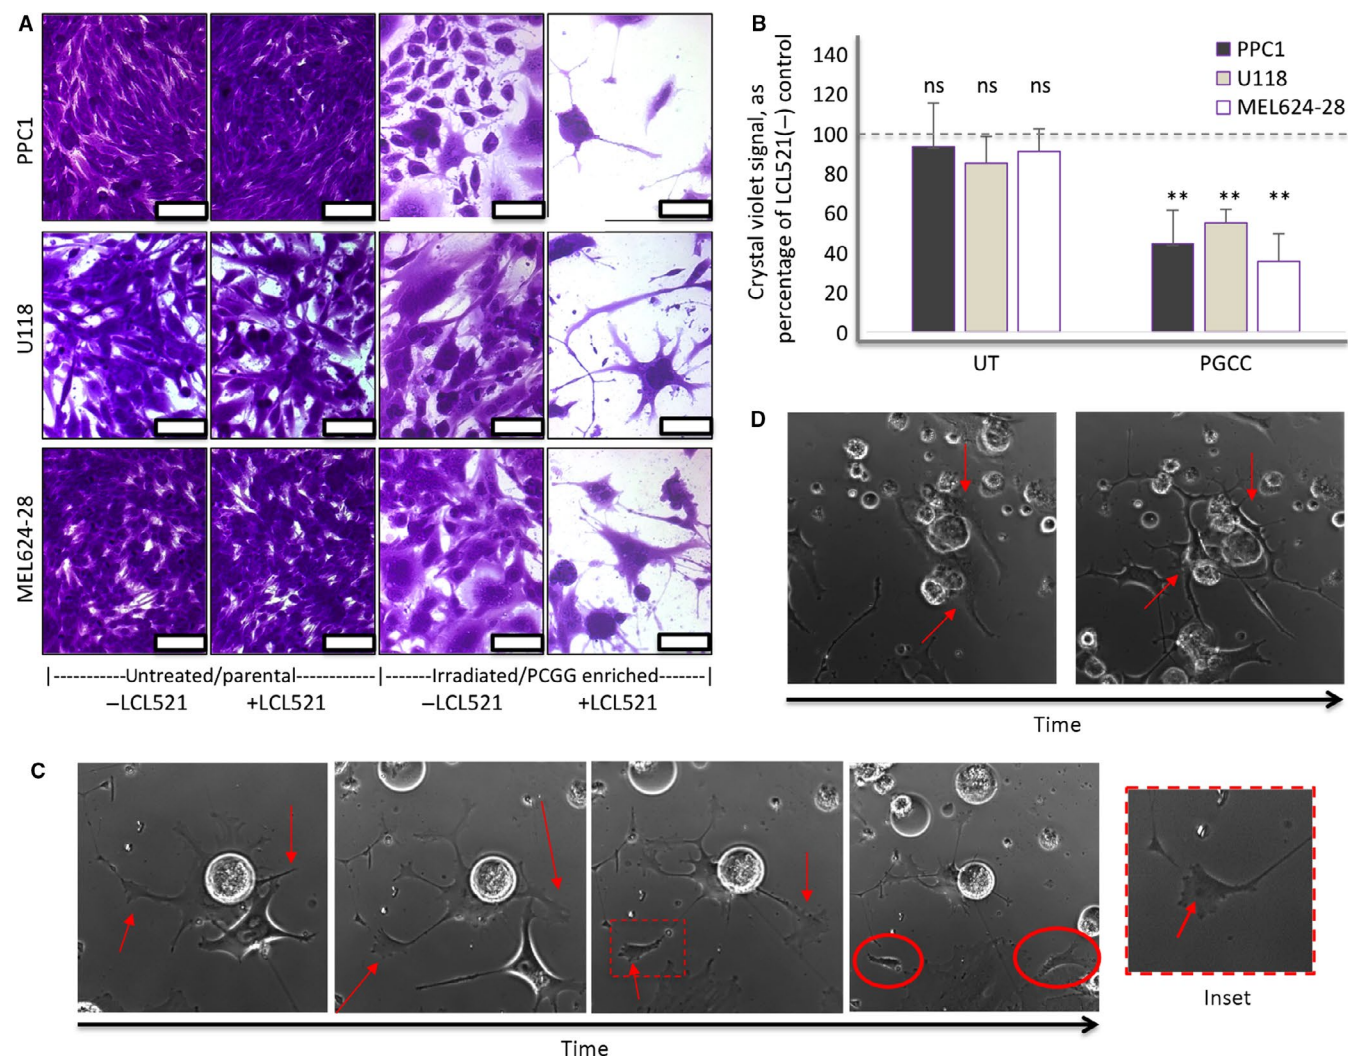 A
PPC1
U118
MEL624-28
|-----------Untreated/parental------------|-------Irradiated/PCGG enriched-------|
–LCL521 +LCL521 –LCL521 +LCL521
B
Crystal violet signal, as
percentage of LCL521(–) control
140
120
100
80
60
40
20
0
ns ns ns
** ** **
PPC1
U118
MEL624-28
UT PGCC
D
Time
C
Time
Inset